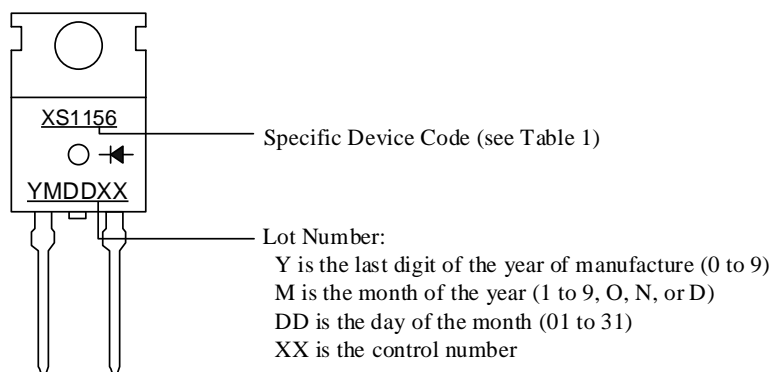 XS1156
Specific Device Code (see Table 1)
YMDDXX
Lot Number:
Y is the last digit of the year of manufacture (0 to 9)
M is the month of the year (1 to 9, O, N, or D)
DD is the day of the month (01 to 31)
XX is the control number